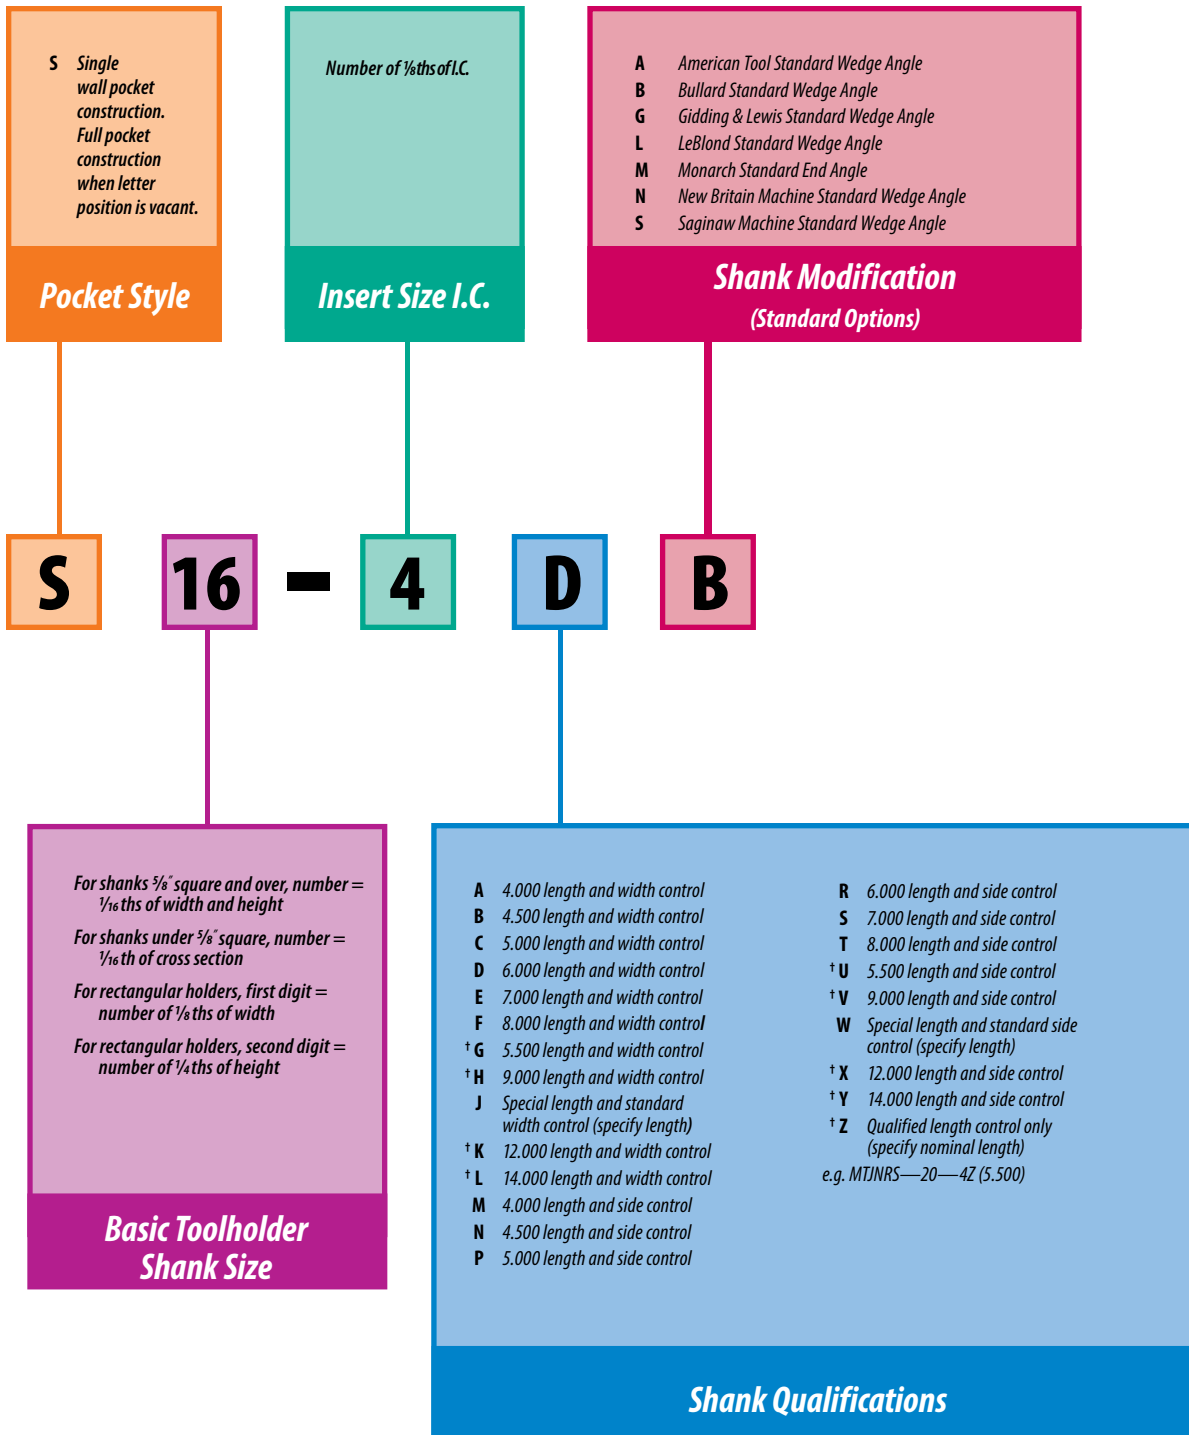 S Single
wall pocket
construction.
Full pocket
construction
when letter
position is vacant.
Pocket Style
Number of ⅛ths of I.C.
Insert Size I.C.
A American Tool Standard Wedge Angle
B Bullard Standard Wedge Angle
G Gidding & Lewis Standard Wedge Angle
L LeBlond Standard Wedge Angle
M Monarch Standard End Angle
N New Britain Machine Standard Wedge Angle
S Saginaw Machine Standard Wedge Angle
Shank Modification
(Standard Options)
S 16 - 4 D B
For shanks 5/8" square and over, number =
1/16 ths of width and height
For shanks under 5/8" square, number =
1/16 th of cross section
For rectangular holders, first digit =
number of 1/8 ths of width
For rectangular holders, second digit =
number of 1/4 ths of height
Basic Toolholder
Shank Size
A 4.000 length and width control
B 4.500 length and width control
C 5.000 length and width control
D 6.000 length and width control
E 7.000 length and width control
F 8.000 length and width control
† G 5.500 length and width control
† H 9.000 length and width control
J Special length and standard
width control (specify length)
† K 12.000 length and width control
† L 14.000 length and width control
M 4.000 length and side control
N 4.500 length and side control
P 5.000 length and side control
R 6.000 length and side control
S 7.000 length and side control
T 8.000 length and side control
† U 5.500 length and side control
† V 9.000 length and side control
W Special length and standard side
control (specify length)
† X 12.000 length and side control
† Y 14.000 length and side control
† Z Qualified length control only
(specify nominal length)
e.g. MTJNRS—20—4Z (5.500)
Shank Qualifications